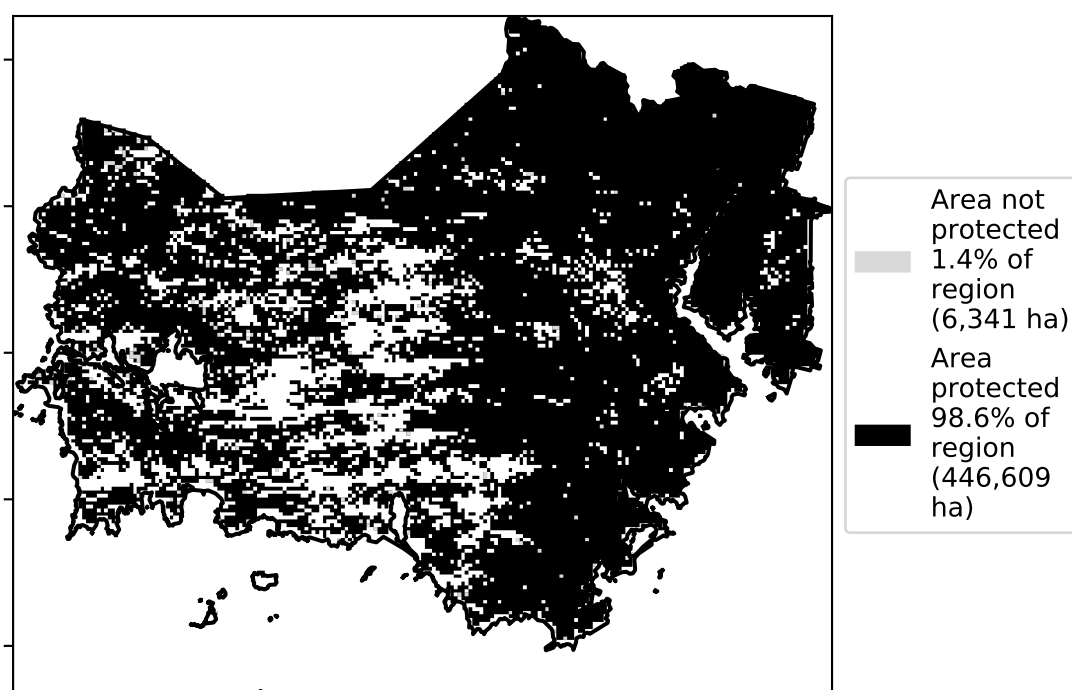 Area not
protected
1.4% of
region
(6,341 ha)
Area
protected
98.6% of
region
(446,609
ha)